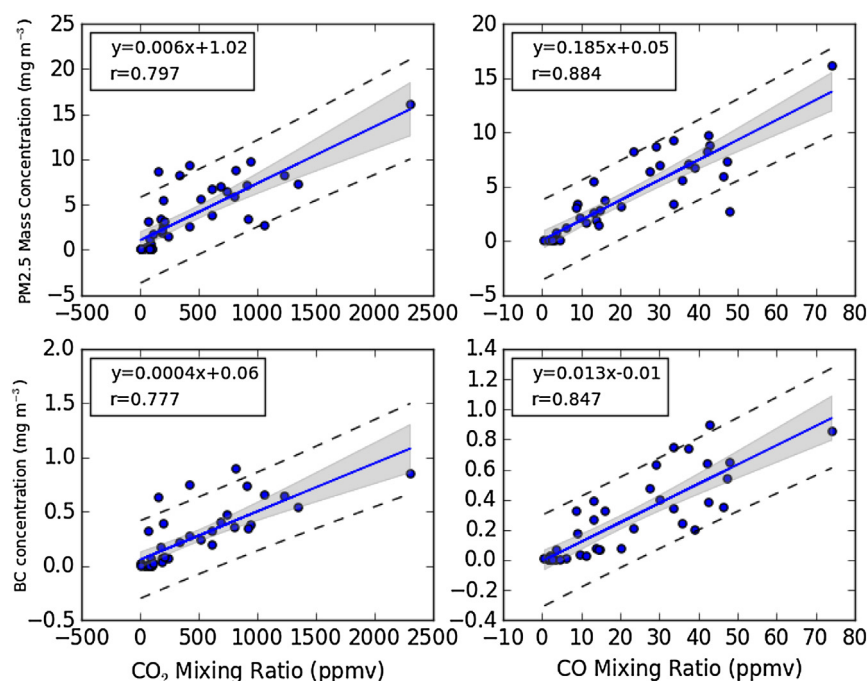 y=0.006x+1.02
r=0.797
25
20
15
10
5
0
−5
PM2.5 Mass Concentration (mg m⁻³)
−500 0 500 1000 1500 2000 2500
y=0.185x+0.05
r=0.884
20
15
10
5
0
−5
−10 0 10 20 30 40 50 60 70 80
y=0.0004x+0.06
r=0.777
2.0
1.5
1.0
0.5
0.0
−0.5
BC concentration (mg m⁻³)
−500 0 500 1000 1500 2000 2500
CO₂ Mixing Ratio (ppmv)
y=0.013x-0.01
r=0.847
1.4
1.2
1.0
0.8
0.6
0.4
0.2
0.0
−0.2
−0.4
−10 0 10 20 30 40 50 60 70 80
CO Mixing Ratio (ppmv)